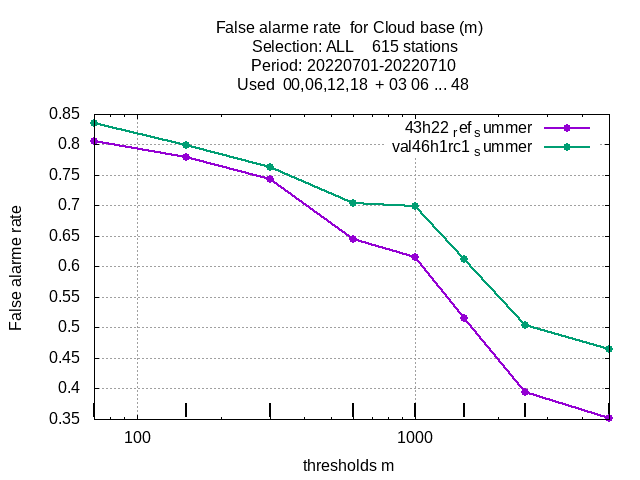 False alarme rate  for Cloud base (m)
Selection: ALL    615 stations
Period: 20220701-20220710
Used  00,06,12,18  + 03 06 ... 48
43h22 ref summer
val46h1rc1 summer
False alarme rate
0.85
0.8
0.75
0.7
0.65
0.6
0.55
0.5
0.45
0.4
0.35
100
1000
thresholds m